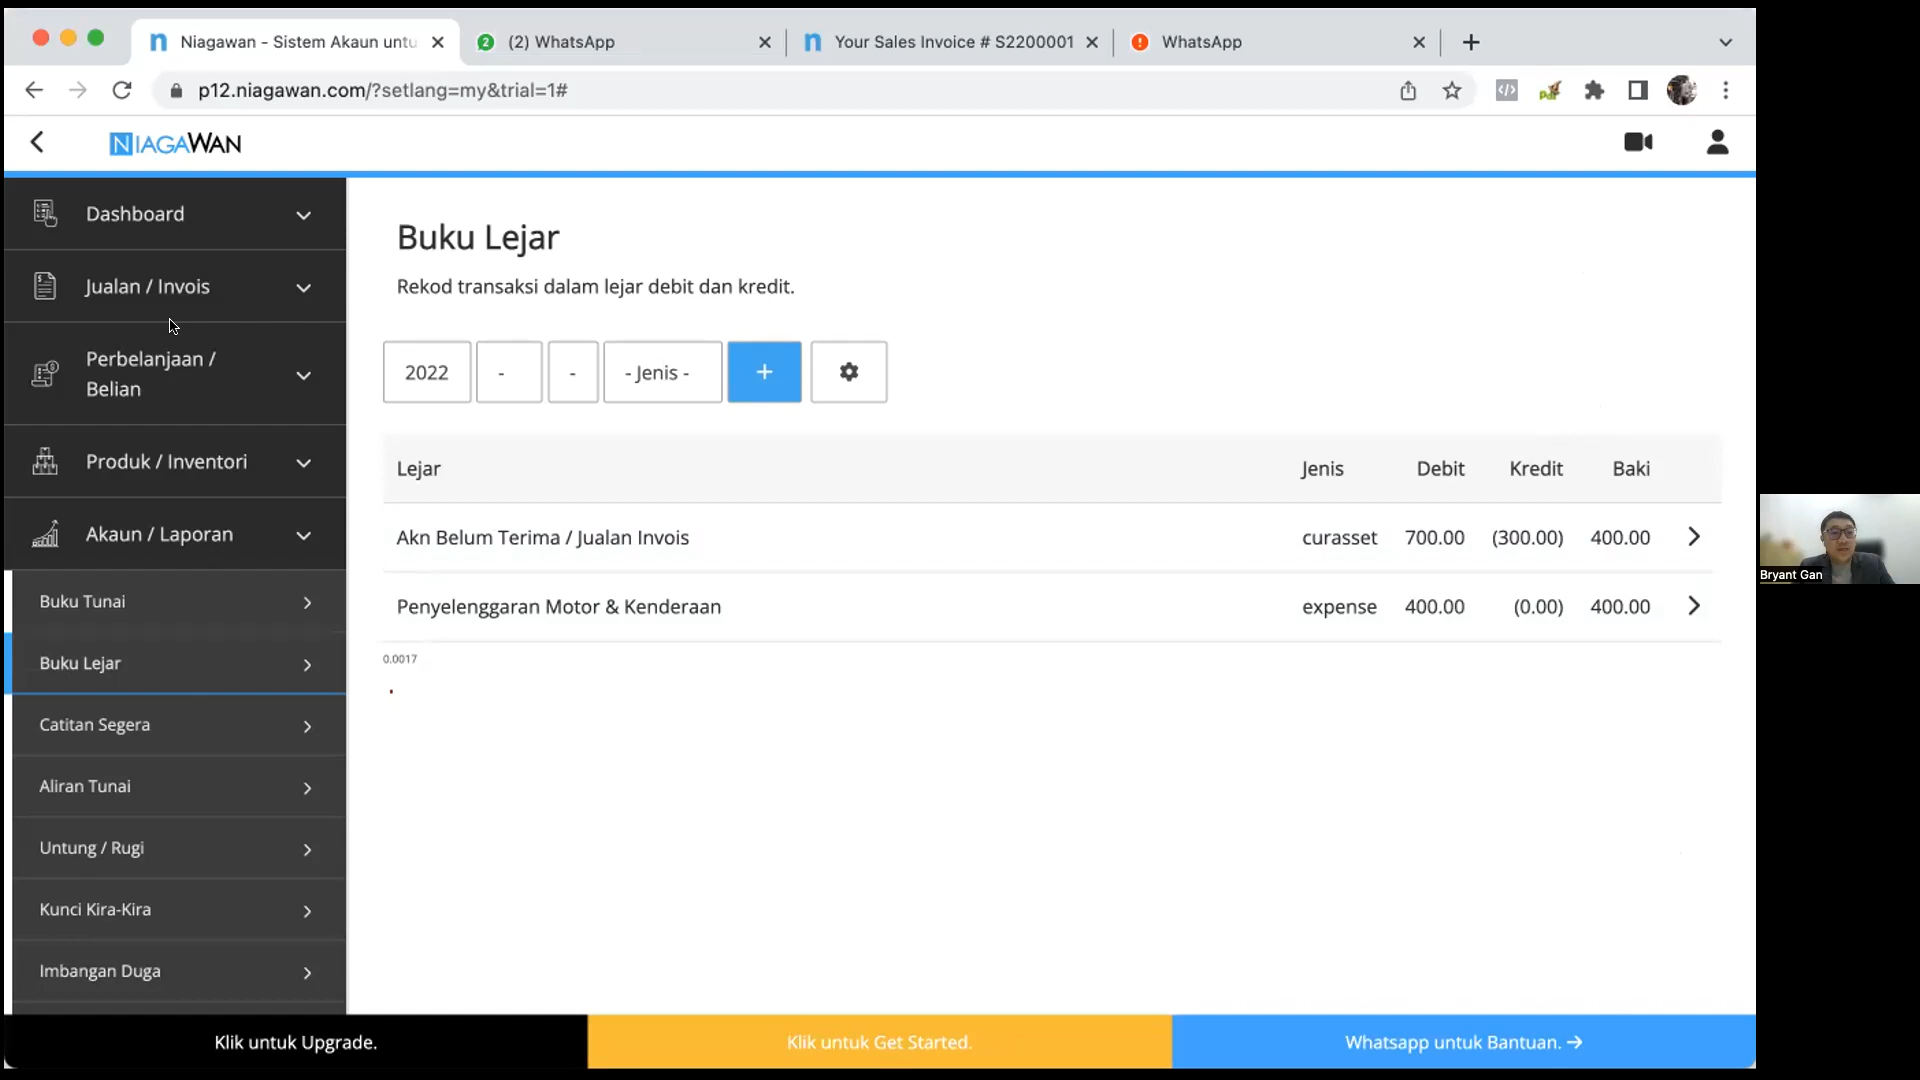 Niagawan - Sistem Akaun untu
(2) WhatsApp
Your Sales Invoice # S2200001
WhatsApp
p12.niagawan.com/?setlang=my&trial=1#
NIAGAWAN
Dashboard
Jualan / Invois
Perbelanjaan /
Belian
Produk / Inventori
Akaun / Laporan
Buku Tunai
Buku Lejar
Catitan Segera
Aliran Tunai
Untung / Rugi
Kunci Kira-Kira
Imbangan Duga
Buku Lejar
Rekod transaksi dalam lejar debit dan kredit.
2022 - - - Jenis - +
Lejar Jenis Debit Kredit Baki
Akn Belum Terima / Jualan Invois curasset 700.00 (300.00) 400.00
Penyelenggaran Motor & Kenderaan expense 400.00 (0.00) 400.00
0.0017
.
Klik untuk Upgrade.
Klik untuk Get Started.
Whatsapp untuk Bantuan. →
Bryant Gan